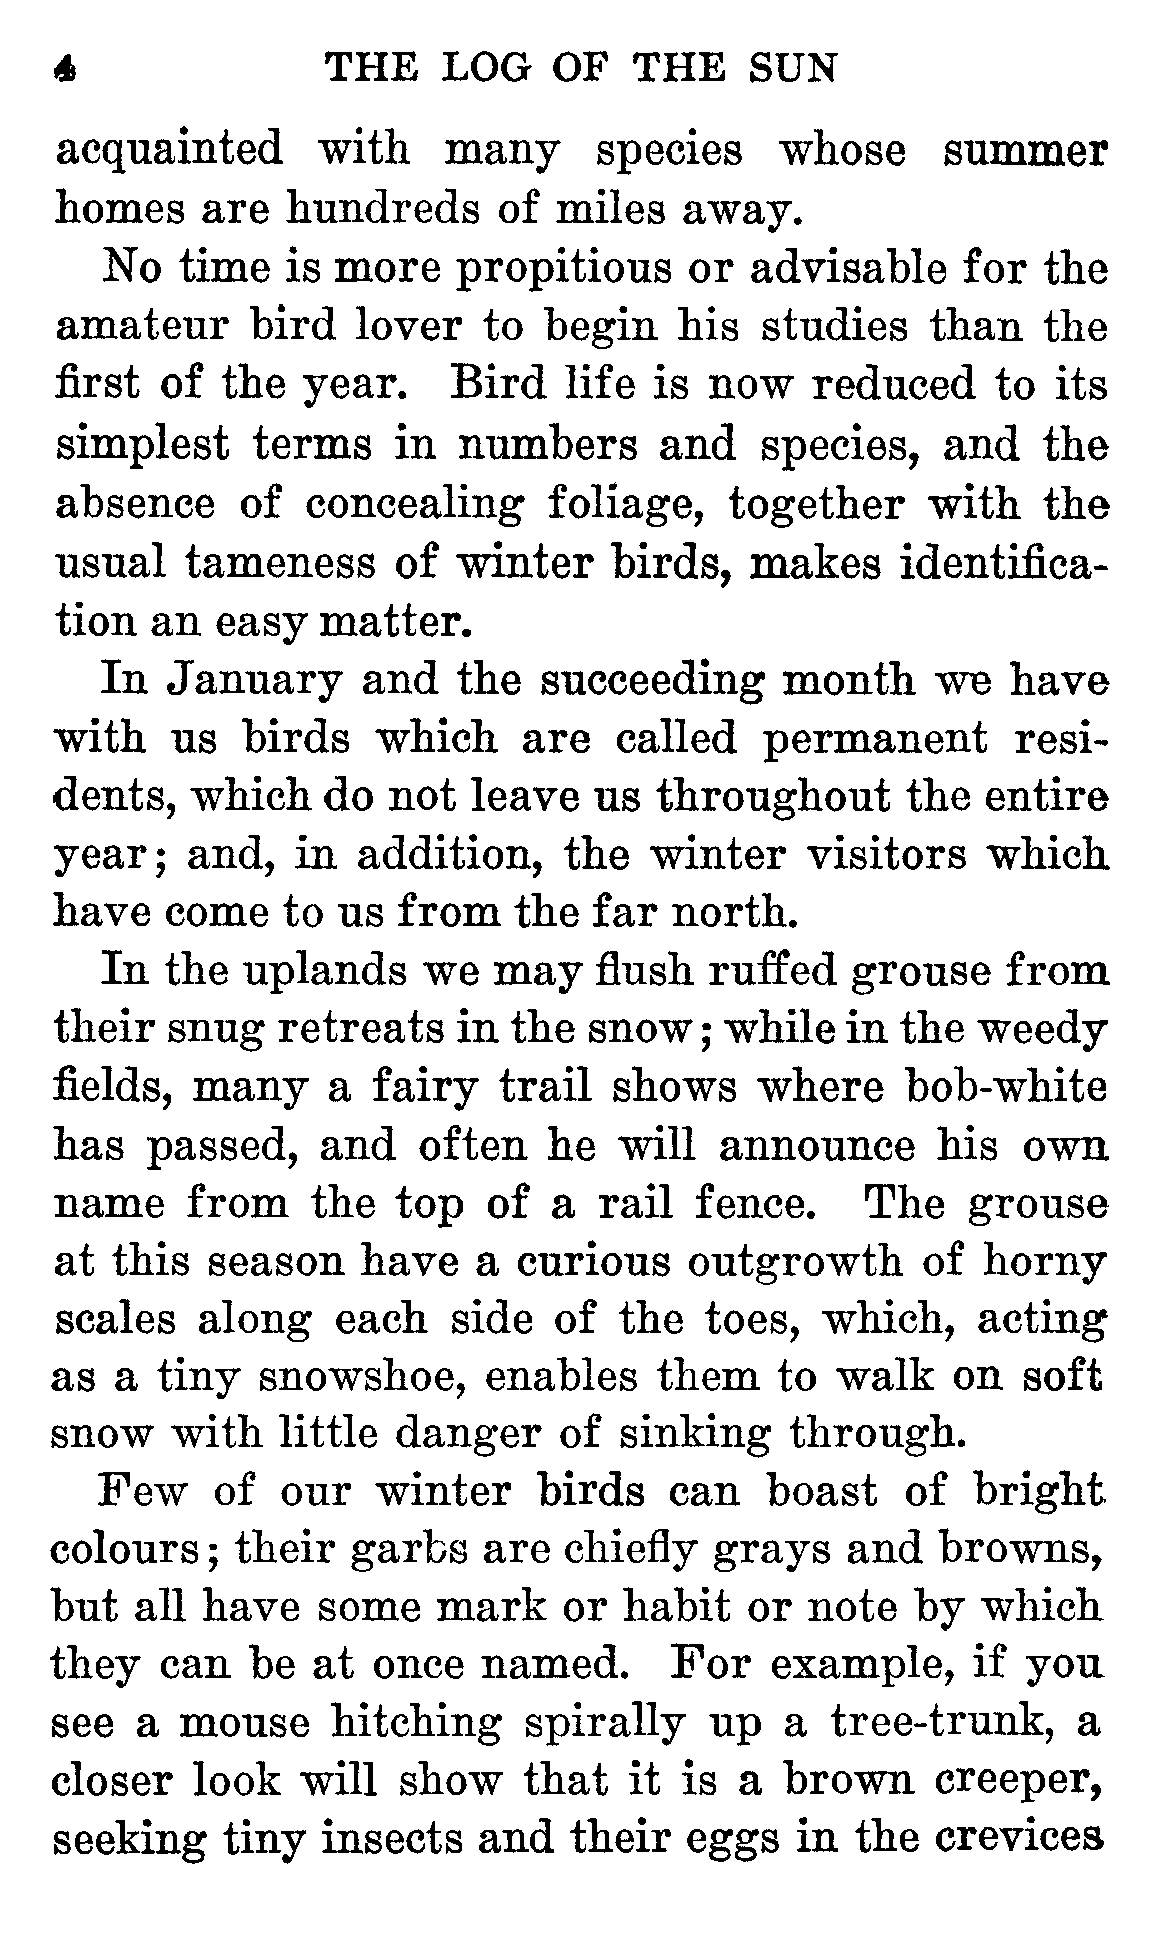 4 THE LOG OF THE SUN
acquainted with many species whose summer
homes are hundreds of miles away.
No time is more propitious or advisable for the
amateur bird lover to begin his studies than the
first of the year. Bird life is now reduced to its
simplest terms in numbers and species, and the
absence of concealing foliage, together with the
usual tameness of winter birds, makes identifica-
tion an easy matter.
In January and the succeeding month we have
with us birds which are called permanent resi-
dents, which do not leave us throughout the entire
year; and, in addition, the winter visitors which
have come to us from the far north.
In the uplands we may flush ruffed grouse from
their snug retreats in the snow; while in the weedy
fields, many a fairy trail shows where bob-white
has passed, and often he will announce his own
name from the top of a rail fence. The grouse
at this season have a curious outgrowth of horny
scales along each side of the toes, which, acting
as a tiny snowshoe, enables them to walk on soft
snow with little danger of sinking through.
Few of our winter birds can boast of bright
colours; their garbs are chiefly grays and browns,
but all have some mark or habit or note by which
they can be at once named. For example, if you
see a mouse hitching spirally up a tree-trunk, a
closer look will show that it is a brown creeper,
seeking tiny insects and their eggs in the crevices